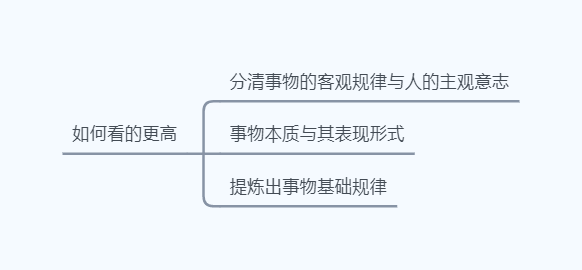 分清事物的客观规律与人的主观意志
如何看的更高
事物本质与其表现形式
提炼出事物基础规律